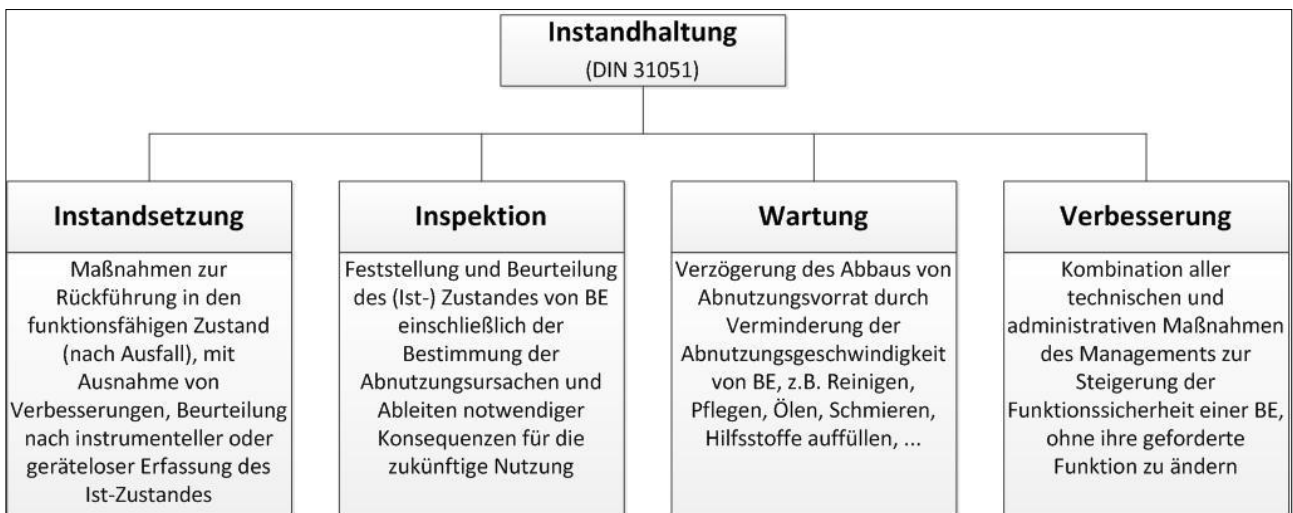 Instandhaltung
(DIN 31051)
Instandsetzung
Maßnahmen zur
Rückführung in den
funktionsfähigen Zustand
(nach Ausfall), mit
Ausnahme von
Verbesserungen, Beurteilung
nach instrumenteller oder
geräteloser Erfassung des
Ist-Zustandes
Inspektion
Feststellung und Beurteilung
des (Ist-) Zustandes von BE
einschließlich der
Bestimmung der
Abnutzungsursachen und
Ableiten notwendiger
Konsequenzen für die
zukünftige Nutzung
Wartung
Verzögerung des Abbaus von
Abnutzungsvorrat durch
Verminderung der
Abnutzungsgeschwindigkeit
von BE, z.B. Reinigen,
Pflegen, Ölen, Schmieren,
Hilfsstoffe auffüllen, ...
Verbesserung
Kombination aller
technischen und
administrativen Maßnahmen
des Managements zur
Steigerung der
Funktionssicherheit einer BE,
ohne ihre geforderte
Funktion zu ändern